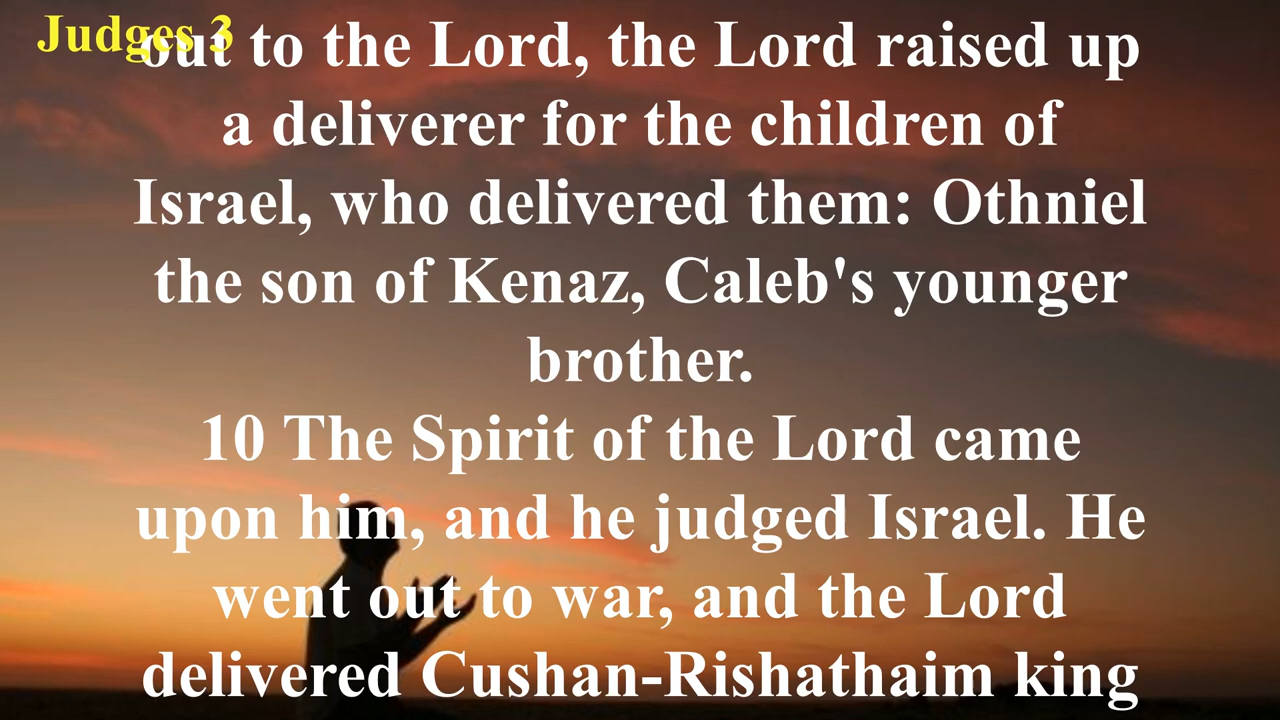 Judges 3
out to the Lord, the Lord raised up
a deliverer for the children of
Israel, who delivered them: Othniel
the son of Kenaz, Caleb's younger
brother.
10 The Spirit of the Lord came
upon him, and he judged Israel. He
went out to war, and the Lord
delivered Cushan-Rishathaim king